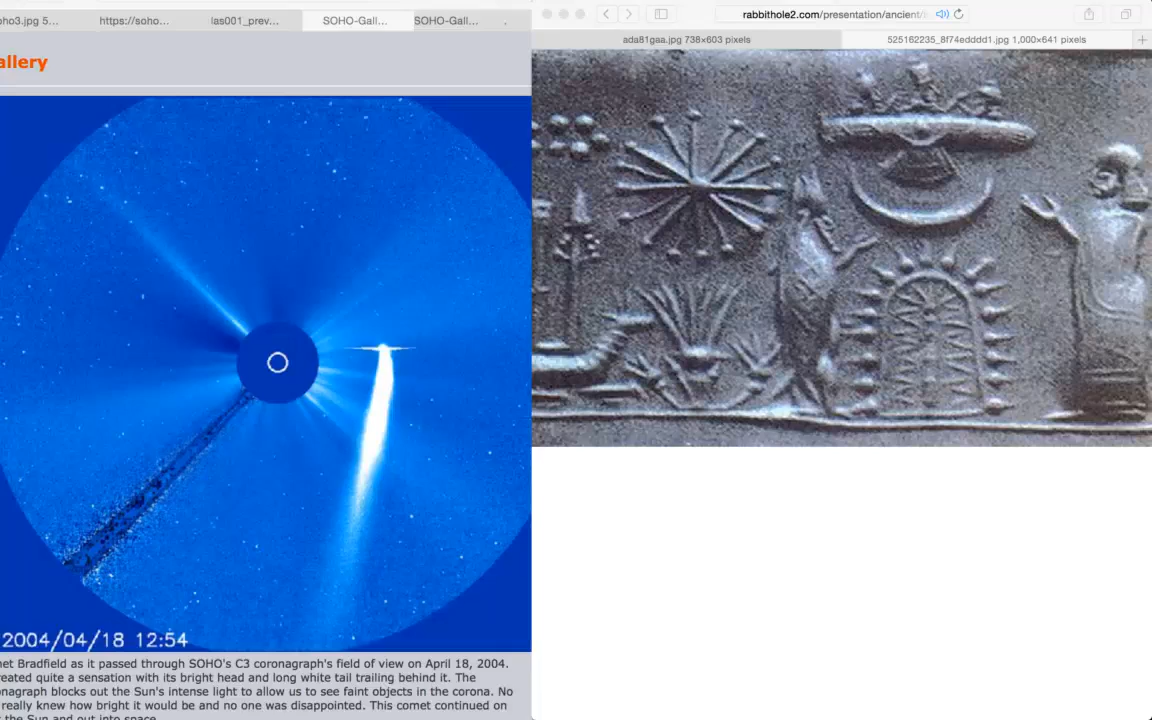 oho3.jpg 5...
https://soho...
las001_prev...
SOHO-Gall...
SOHO-Gall...
rabbithole2.com/presentation/ancient/
ada81gaa.jpg 738×603 pixels
525162235_8f74edddd1.jpg 1,000×641 pixels
allery
2004/04/18 12:54
net Bradfield as it passed through SOHO's C3 coronagraph's field of view on April 18, 2004.
reated quite a sensation with its bright head and long white tail trailing behind it. The
onagraph blocks out the Sun's intense light to allow us to see faint objects in the corona. No
really knew how bright it would be and no one was disappointed. This comet continued on
the Sun and out into space.